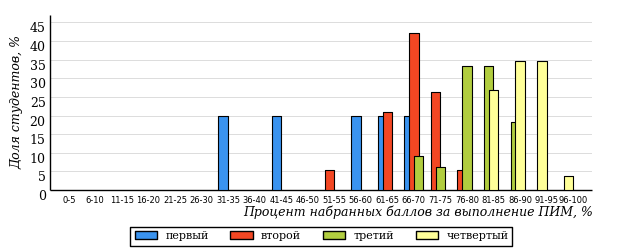 Доля студентов, %
45
40
35
30
25
20
15
10
5
0
0-5 6-10 11-15 16-20 21-25 26-30 31-35 36-40 41-45 46-50 51-55 56-60 61-65 66-70 71-75 76-80 81-85 86-90 91-95 96-100
Процент набранных баллов за выполнение ПИМ, %
первый второй третий четвертый